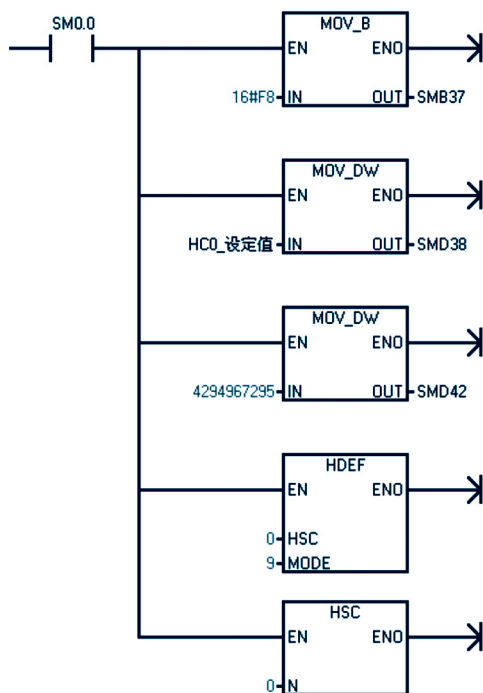 SM0.0
MOV_B
EN ENO
16#F8 IN OUT SMB37
MOV_DW
EN ENO
HC0_设定值 IN OUT SMD38
MOV_DW
EN ENO
4294967295 IN OUT SMD42
HDEF
EN ENO
0 HSC
9 MODE
HSC
EN ENO
0 N